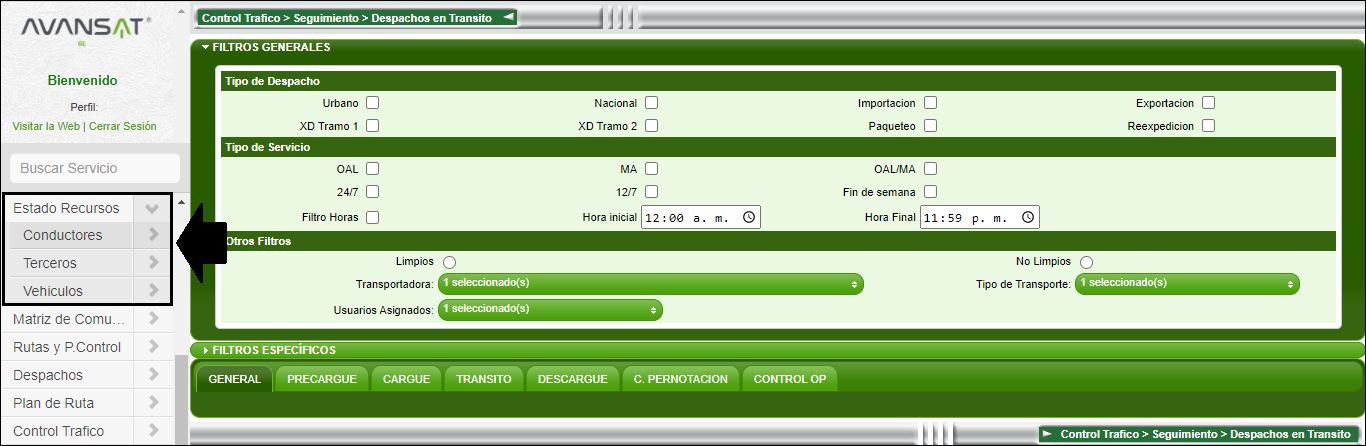 AVANSAT®
GL
Bienvenido
Perfil:
Visitar la Web | Cerrar Sesión
Buscar Servicio
Estado Recursos
Conductores
Terceros
Vehiculos
Matriz de Comu...
Rutas y P.Control
Despachos
Plan de Ruta
Control Trafico
Control Trafico > Seguimiento > Despachos en Transito
FILTROS GENERALES
Tipo de Despacho
Urbano Nacional Importacion Exportacion
XD Tramo 1 XD Tramo 2 Paqueteo Reexpedicion
Tipo de Servicio
OAL MA OAL/MA
24/7 12/7 Fin de semana
Filtro Horas Hora inicial 12:00 a. m. Hora Final 11:59 p. m.
Otros Filtros
Limpios No Limpios
Transportadora: 1 seleccionado(s) Tipo de Transporte: 1 seleccionado(s)
Usuarios Asignados: 1 seleccionado(s)
FILTROS ESPECÍFICOS
GENERAL PRECARGUE CARGUE TRANSITO DESCARGUE C. PERNOTACION CONTROL OP
Control Trafico > Seguimiento > Despachos en Transito